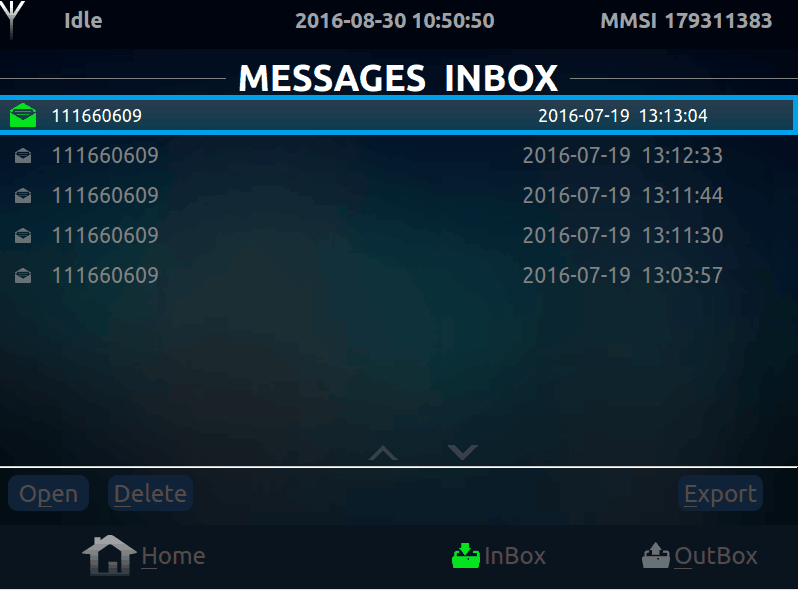 Idle 2016-08-30 10:50:50 MMSI 179311383
MESSAGES INBOX
111660609 2016-07-19 13:13:04
111660609 2016-07-19 13:12:33
111660609 2016-07-19 13:11:44
111660609 2016-07-19 13:11:30
111660609 2016-07-19 13:03:57
Open Delete Export
Home InBox OutBox